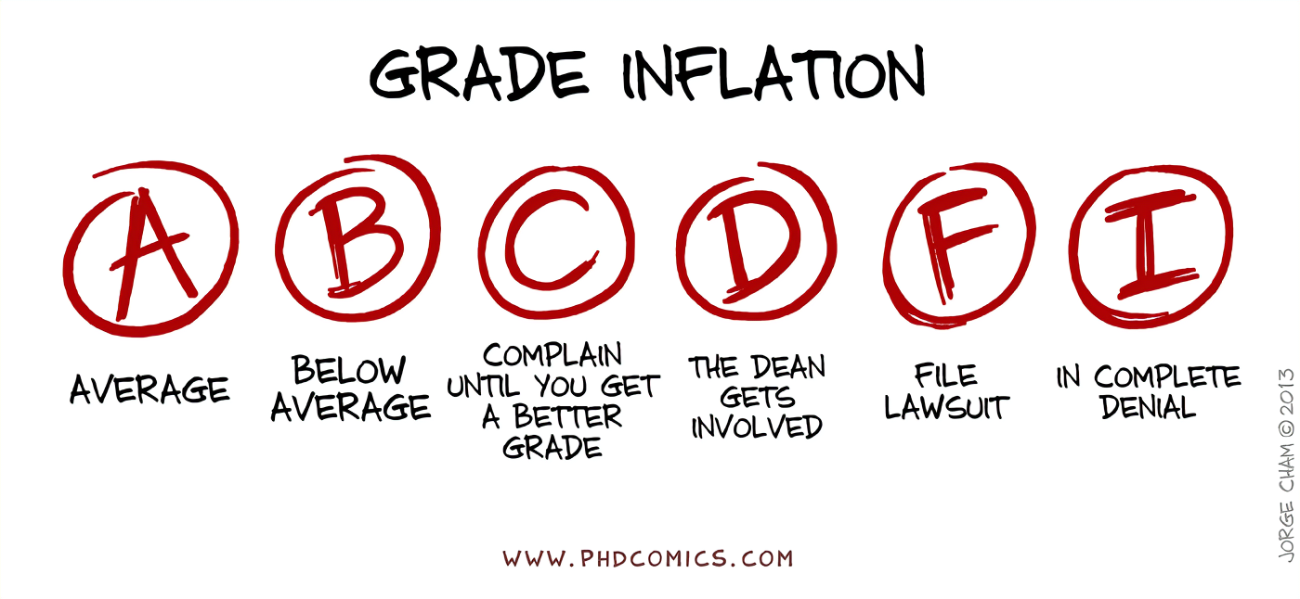 GRADE INFLATION
A
B
C
D
F
I
AVERAGE
BELOW
AVERAGE
COMPLAIN
UNTIL YOU GET
A BETTER
GRADE
THE DEAN
GETS
INVOLVED
FILE
LAWSUIT
IN COMPLETE
DENIAL
JORGE CHAM © 2013
WWW.PHDCOMICS.COM